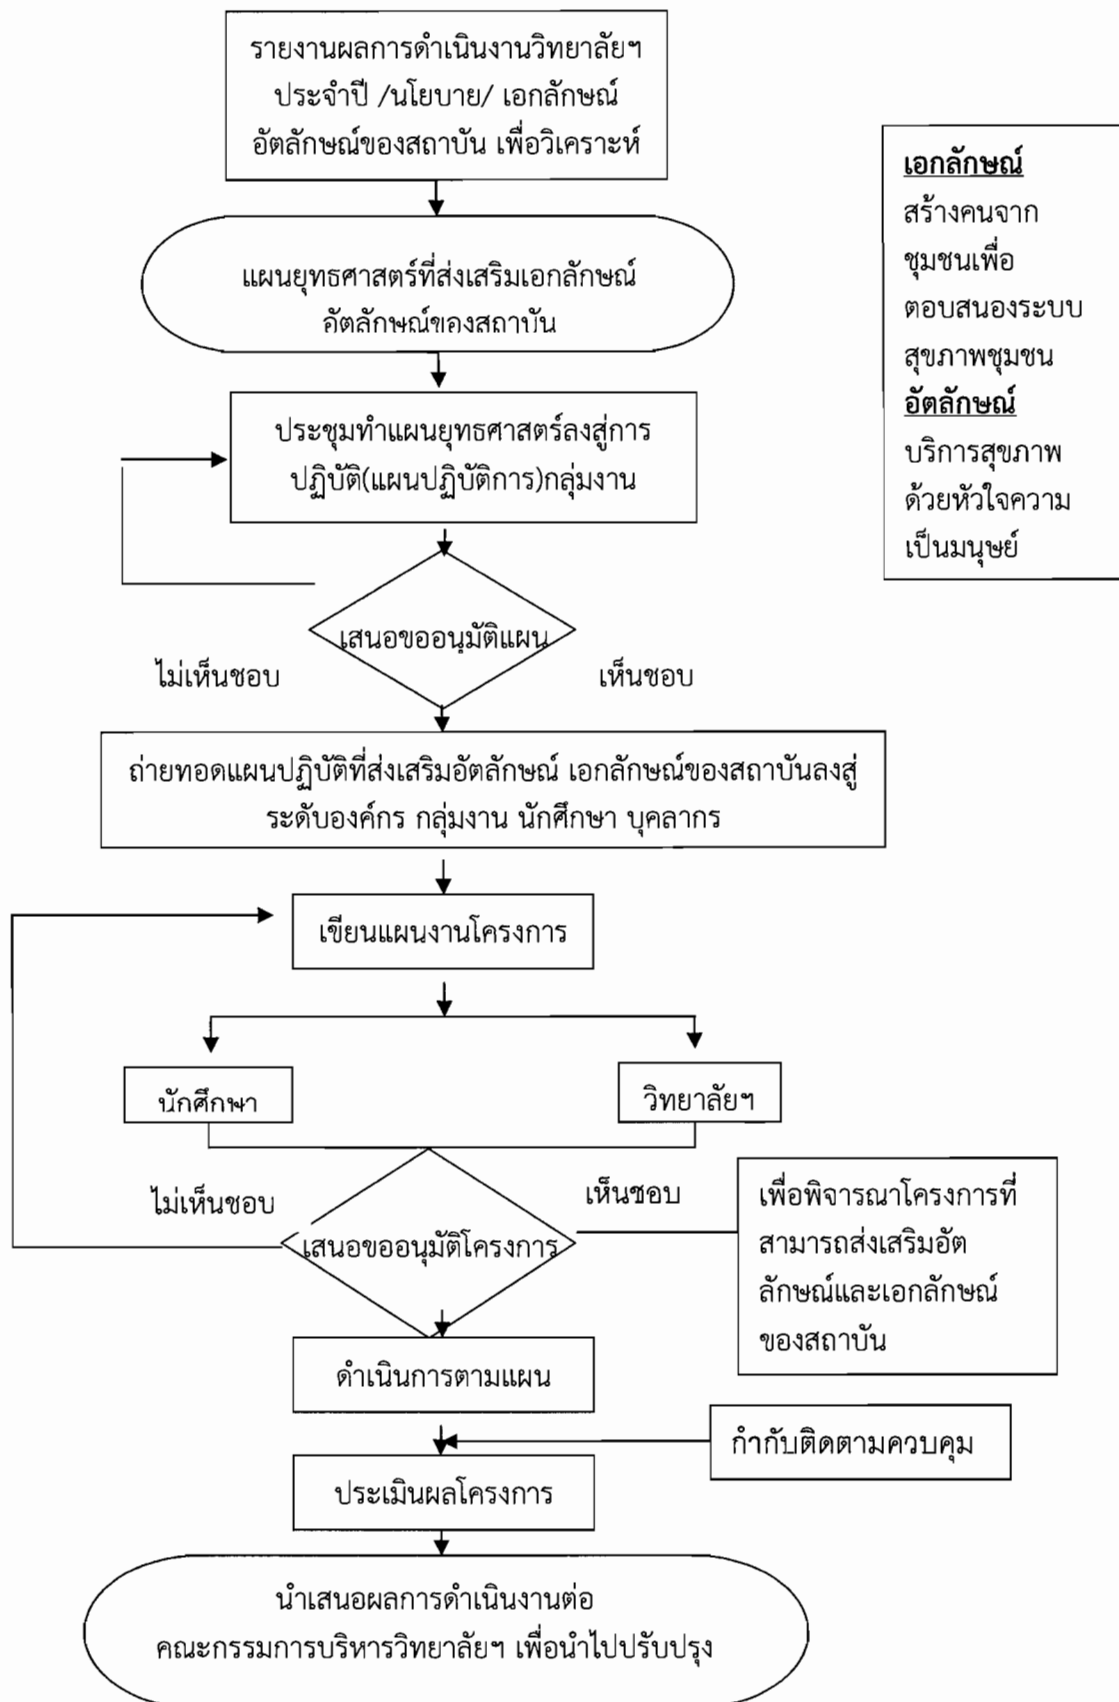 รายงานผลการดำเนินงานวิทยาลัยฯ
ประจำปี /นโยบาย/ เอกลักษณ์
อัตลักษณ์ของสถาบัน เพื่อวิเคราะห์
แผนยุทธศาสตร์ที่ส่งเสริมเอกลักษณ์
อัตลักษณ์ของสถาบัน
เอกลักษณ์
สร้างคนจาก
ชุมชนเพื่อ
ตอบสนองระบบ
สุขภาพชุมชน
อัตลักษณ์
บริการสุขภาพ
ด้วยหัวใจความ
เป็นมนุษย์
ประชุมทำแผนยุทธศาสตร์ลงสู่การ
ปฏิบัติ(แผนปฏิบัติการ)กลุ่มงาน
เสนอขออนุมัติแผน
ไม่เห็นชอบ
เห็นชอบ
ถ่ายทอดแผนปฏิบัติที่ส่งเสริมอัตลักษณ์ เอกลักษณ์ของสถาบันลงสู่
ระดับองค์กร กลุ่มงาน นักศึกษา บุคลากร
เขียนแผนงานโครงการ
นักศึกษา
วิทยาลัยฯ
ไม่เห็นชอบ
เห็นชอบ
เสนอขออนุมัติโครงการ
เพื่อพิจารณาโครงการที่
สามารถส่งเสริมอัต
ลักษณ์และเอกลักษณ์
ของสถาบัน
ดำเนินการตามแผน
กำกับติดตามควบคุม
ประเมินผลโครงการ
นำเสนอผลการดำเนินงานต่อ
คณะกรรมการบริหารวิทยาลัยฯ เพื่อนำไปปรับปรุง